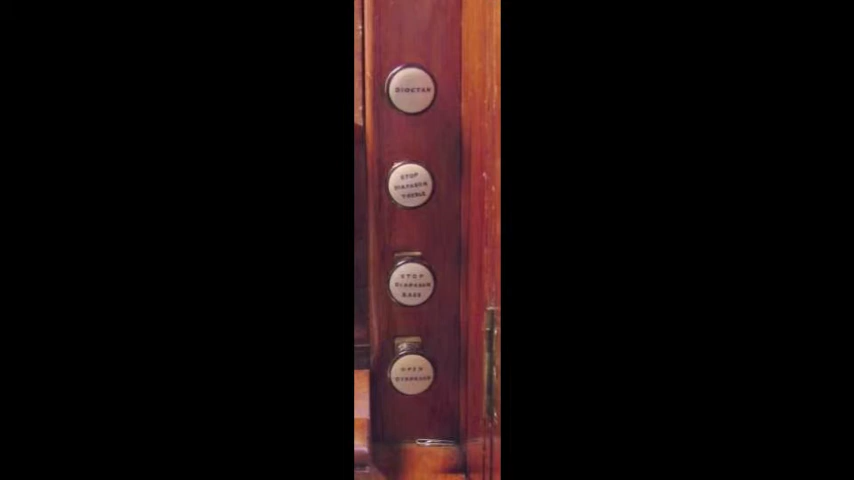 STOP
DIAPASON
TREBLE
STOP
DIAPASON
BASS
OPEN
DIAPASON